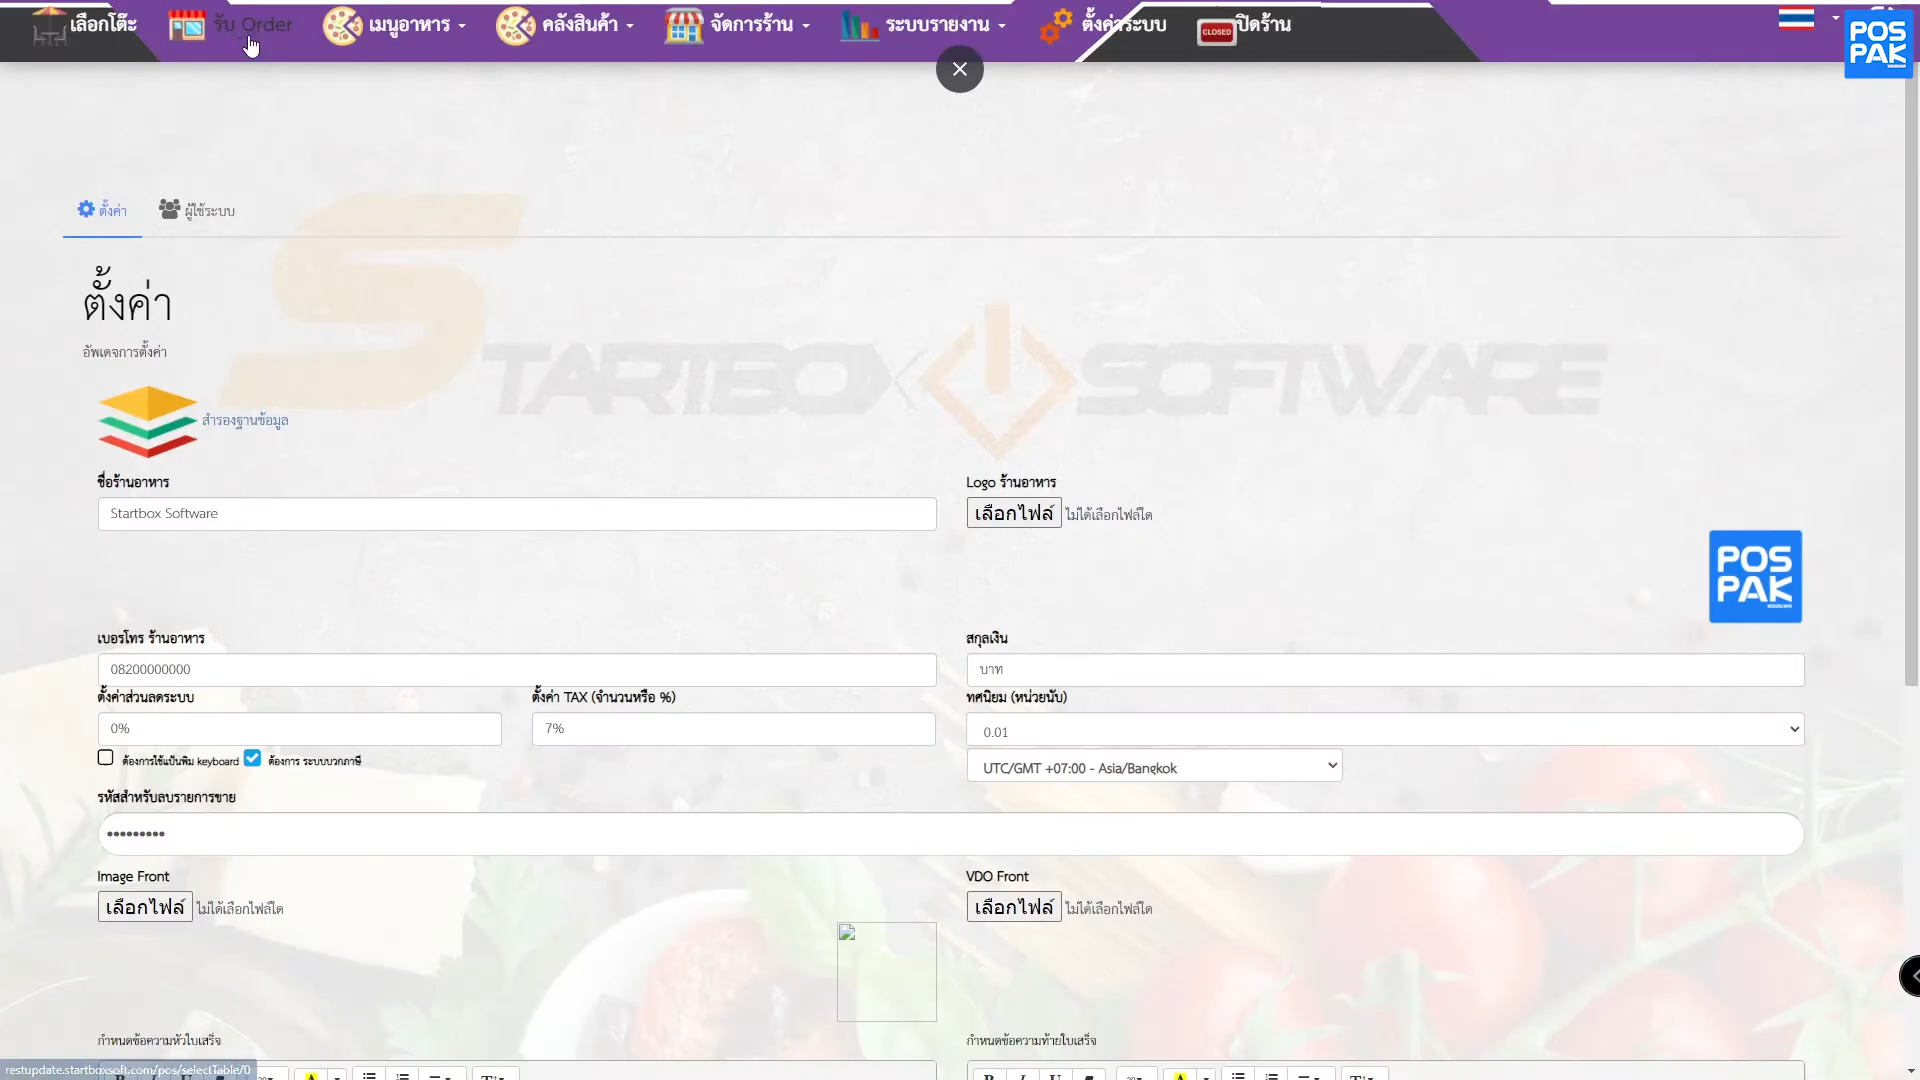 เลือกโต๊ะ รับ Order เมนูอาหาร คลังสินค้า จัดการร้าน ระบบรายงาน ตั้งค่าระบบ CLOSED ปิดร้าน
POS
PAK
ตั้งค่า ผู้ใช้ระบบ
ตั้งค่า
อัพเดจการตั้งค่า
STARTBOX SOFTWARE
สำรองฐานข้อมูล
ชื่อร้านอาหาร Logo ร้านอาหาร
Startbox Software เลือกไฟล์ ไม่ได้เลือกไฟล์ใด
POS
PAK
เบอรโทร ร้านอาหาร สกุลเงิน
08200000000 บาท
ตั้งค่าส่วนลดระบบ ตั้งค่า TAX (จำนวนหรือ %) ทศนิยม (หน่วยนับ)
0% 7% 0.01
ต้องการใช้แป้นพิม keyboard ต้องการ ระบบบวกภาษี UTC/GMT +07:00 - Asia/Bangkok
รหัสสำหรับลบรายการขาย
•••••••••
Image Front VDO Front
เลือกไฟล์ ไม่ได้เลือกไฟล์ใด เลือกไฟล์ ไม่ได้เลือกไฟล์ใด
กำหนดข้อความหัวใบเสร็จ กำหนดข้อความท้ายใบเสร็จ
restupdate.startboxsoft.com/pos/selectTable/0